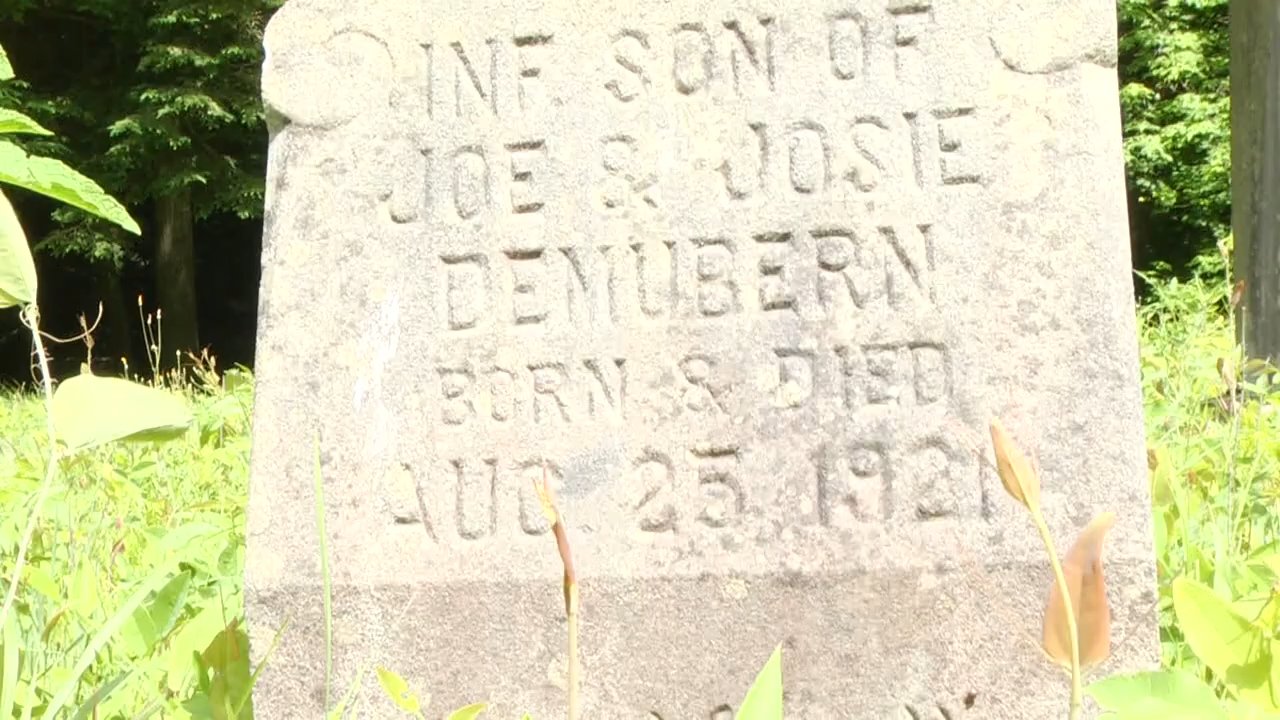 INF. SON OF
JOE & JOSIE
DEMUBERN
BORN & DIED
AUG. 25 1921